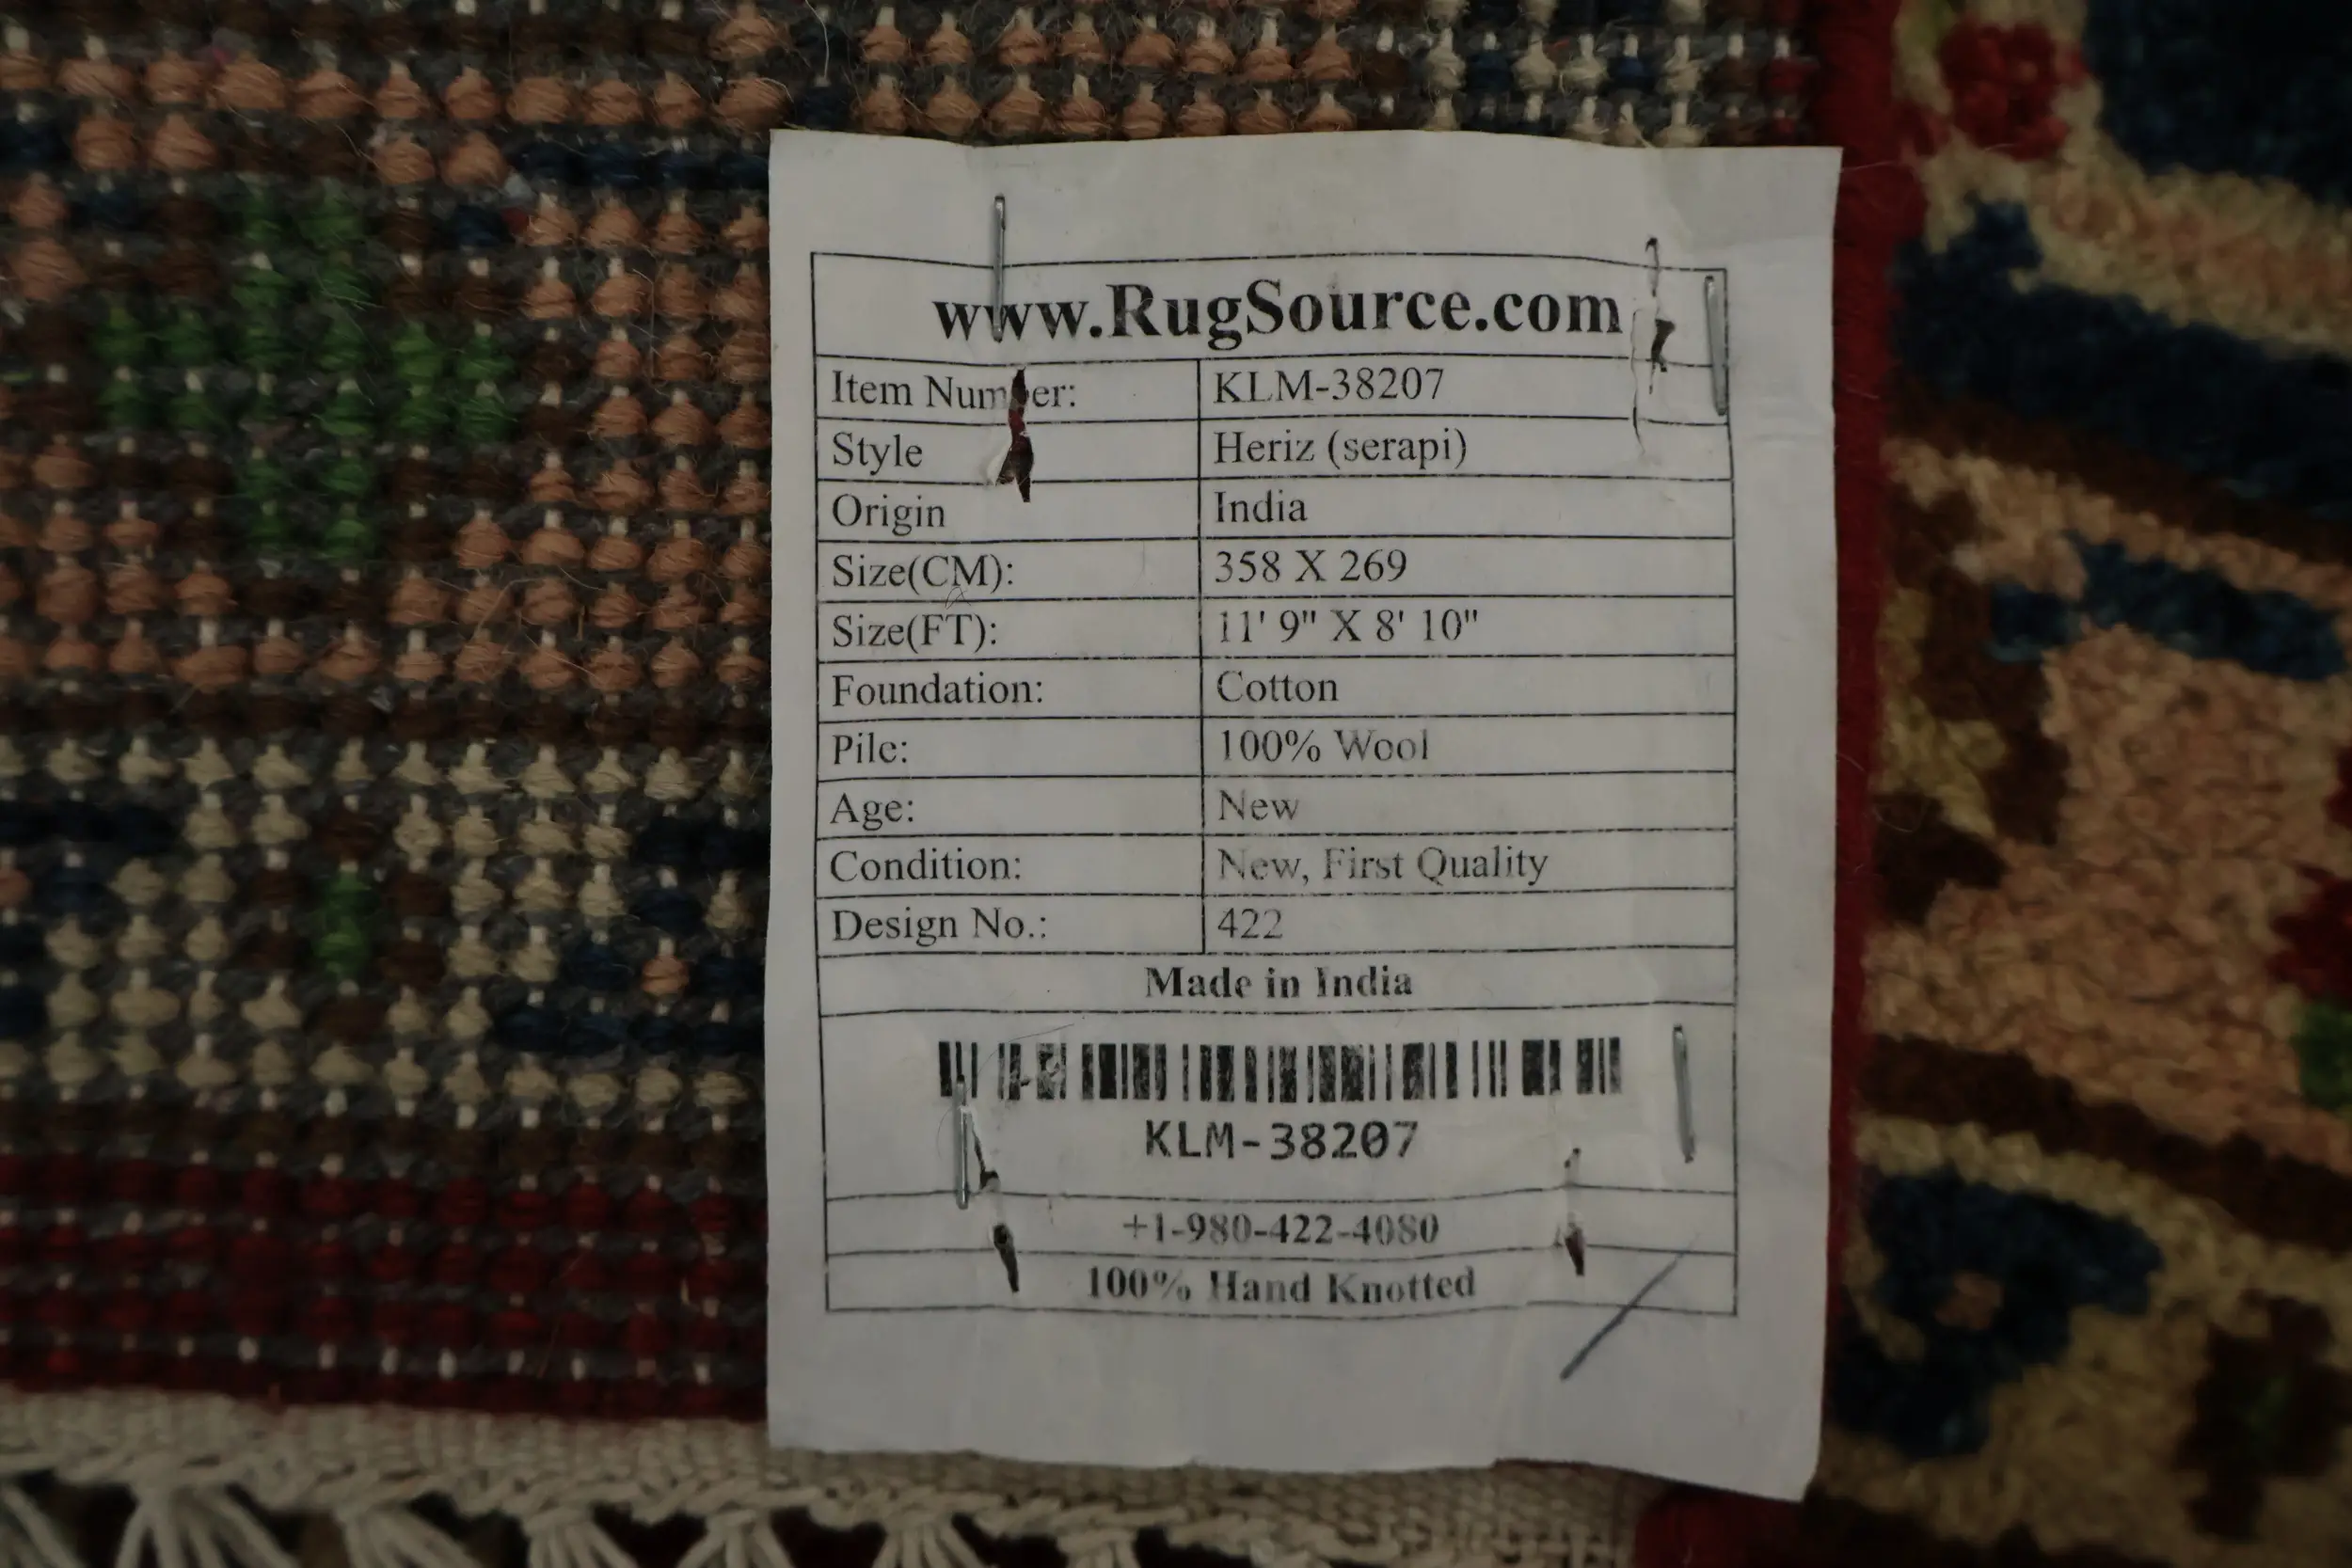 www.RugSource.com
Item Number: KLM-38207
Style Heriz (serapi)
Origin India
Size(CM): 358 X 269
Size(FT): 11' 9" X 8' 10"
Foundation: Cotton
Pile: 100% Wool
Age: New
Condition: New, First Quality
Design No.: 422
Made in India
KLM-38207
+1-980-422-4080
100% Hand Knotted